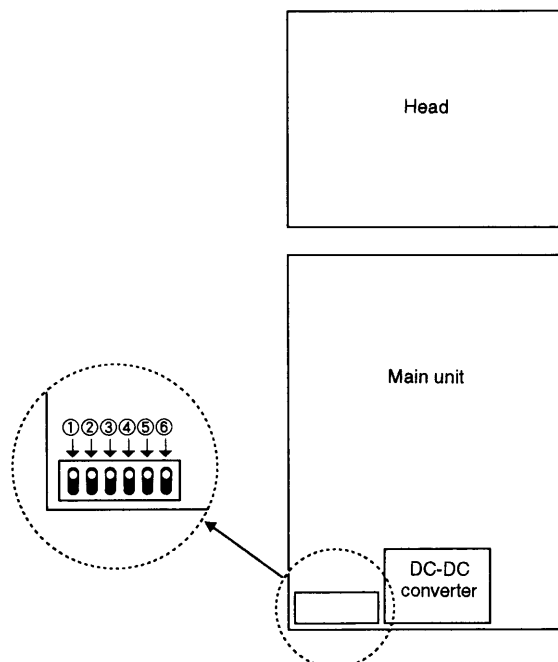 Head
Main unit
①②③④⑤⑥
DC-DC
converter